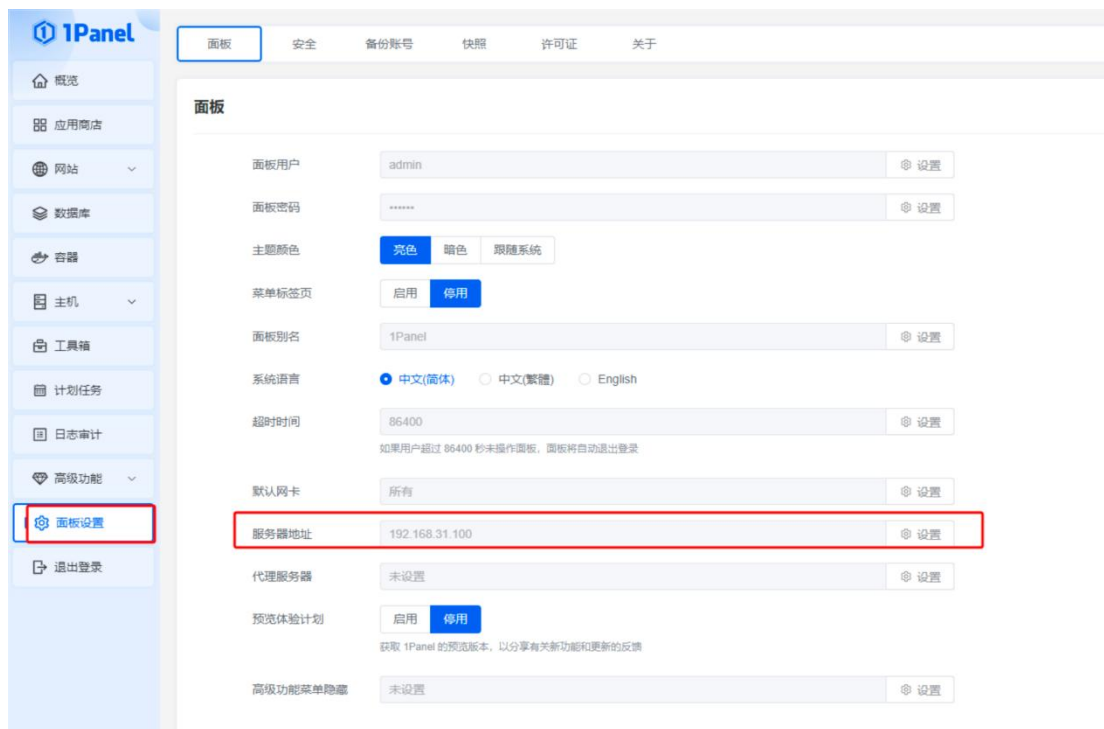 1Panel
面板
安全
备份账号
快照
许可证
关于
概览
应用商店
网站
数据库
容器
主机
工具箱
计划任务
日志审计
高级功能
面板设置
退出登录
面板
面板用户
admin
设置
面板密码
••••••
设置
主题颜色
亮色
暗色
跟随系统
菜单标签页
启用
停用
面板别名
1Panel
设置
系统语言
中文(简体)
中文(繁體)
English
超时时间
86400
设置
如果用户超过 86400 秒未操作面板，面板将自动退出登录
默认网卡
所有
设置
服务器地址
192.168.31.100
设置
代理服务器
未设置
设置
预览体验计划
启用
停用
获取 1Panel 的预览版本，以分享有关新功能和更新的反馈
高级功能菜单隐藏
未设置
设置